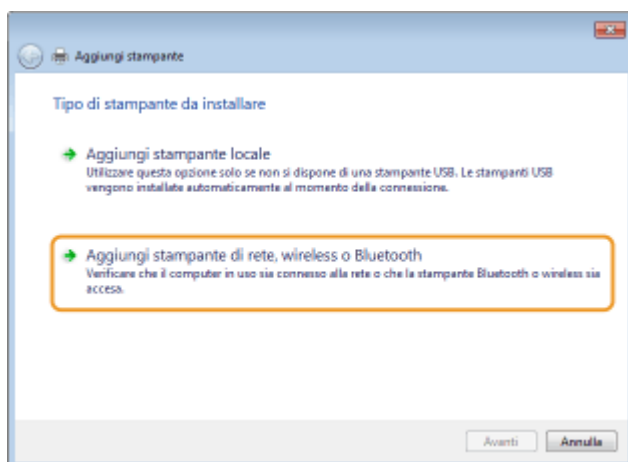 Aggiungi stampante
Tipo di stampante da installare
Aggiungi stampante locale
Utilizzare questa opzione solo se non si dispone di una stampante USB. Le stampanti USB
vengono installate automaticamente al momento della connessione.
Aggiungi stampante di rete, wireless o Bluetooth
Verificare che il computer in uso sia connesso alla rete o che la stampante Bluetooth o wireless sia
accesa.
Avanti Annulla